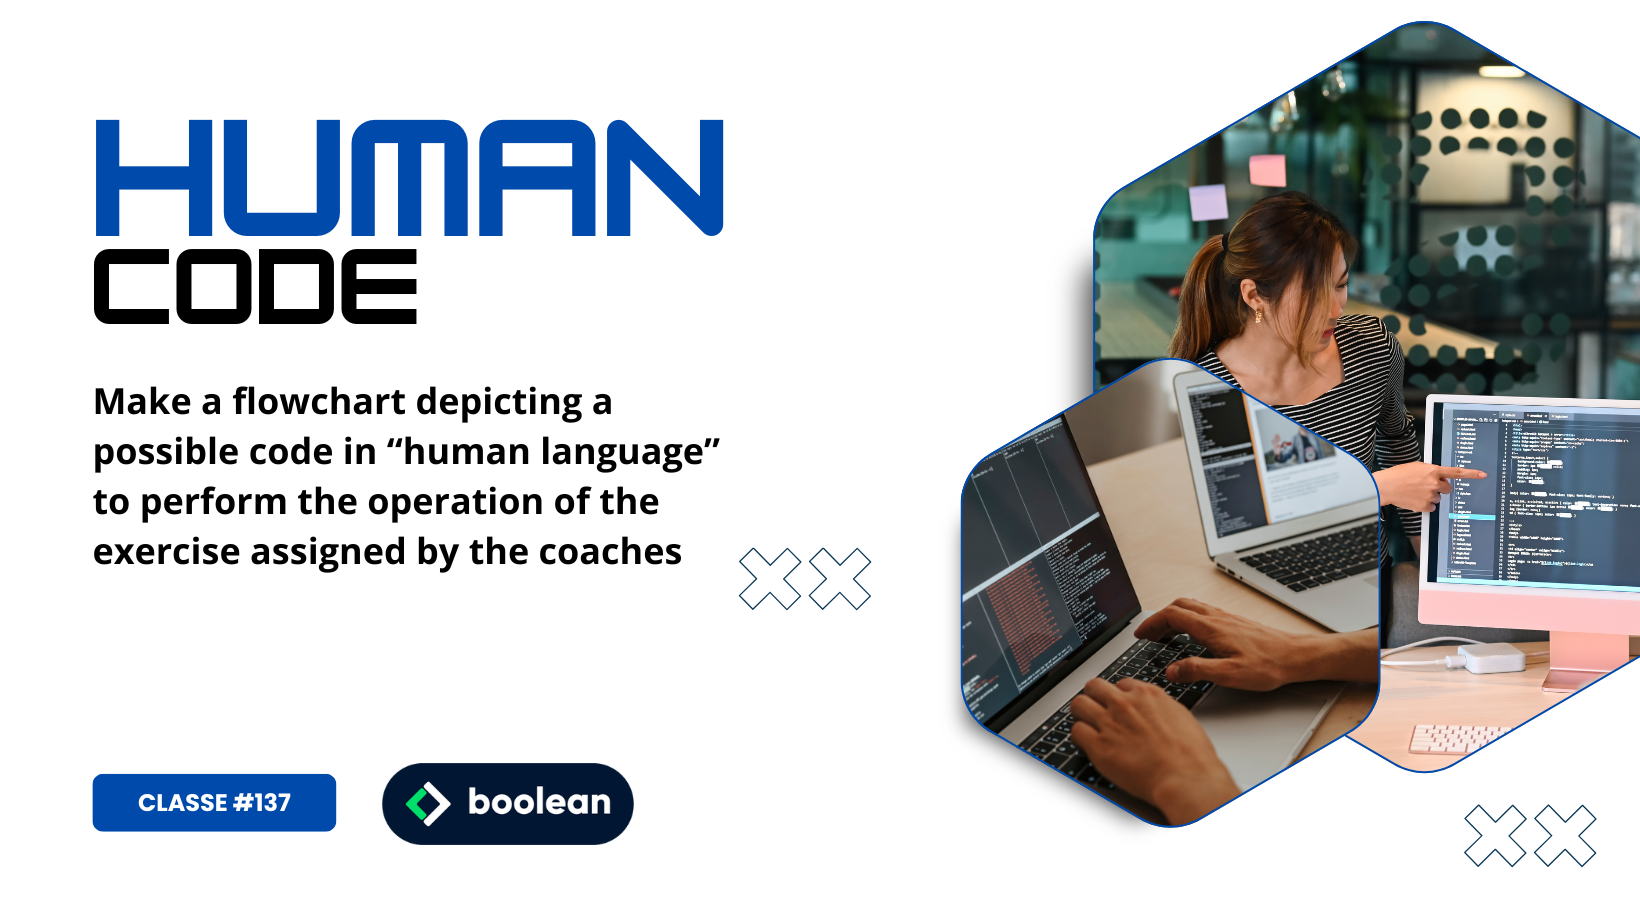 HUMAN
CODE
Make a flowchart depicting a
possible code in “human language”
to perform the operation of the
exercise assigned by the coaches
CLASSE #137
boolean